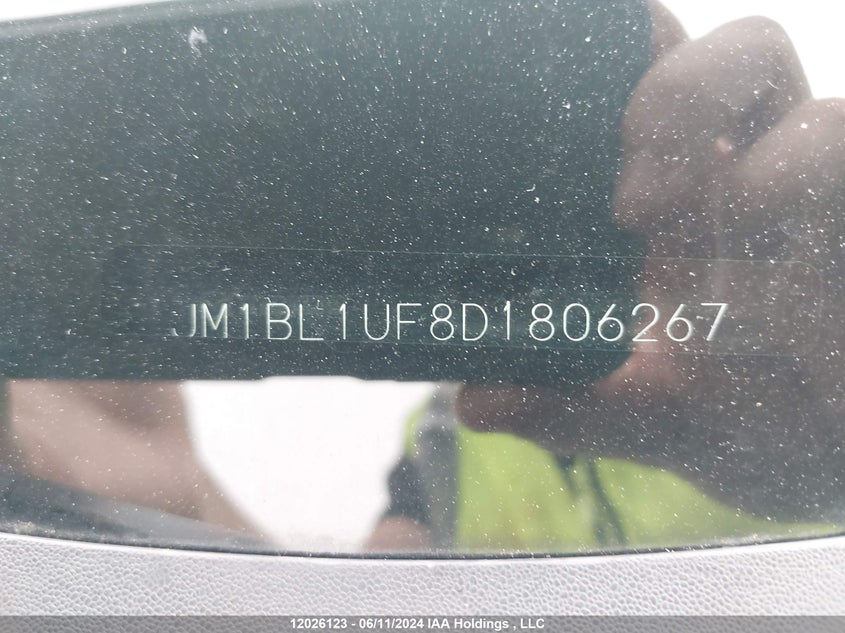 JM1BL1UF8D1806267
12026123 - 06/11/2024 IAA Holdings , LLC